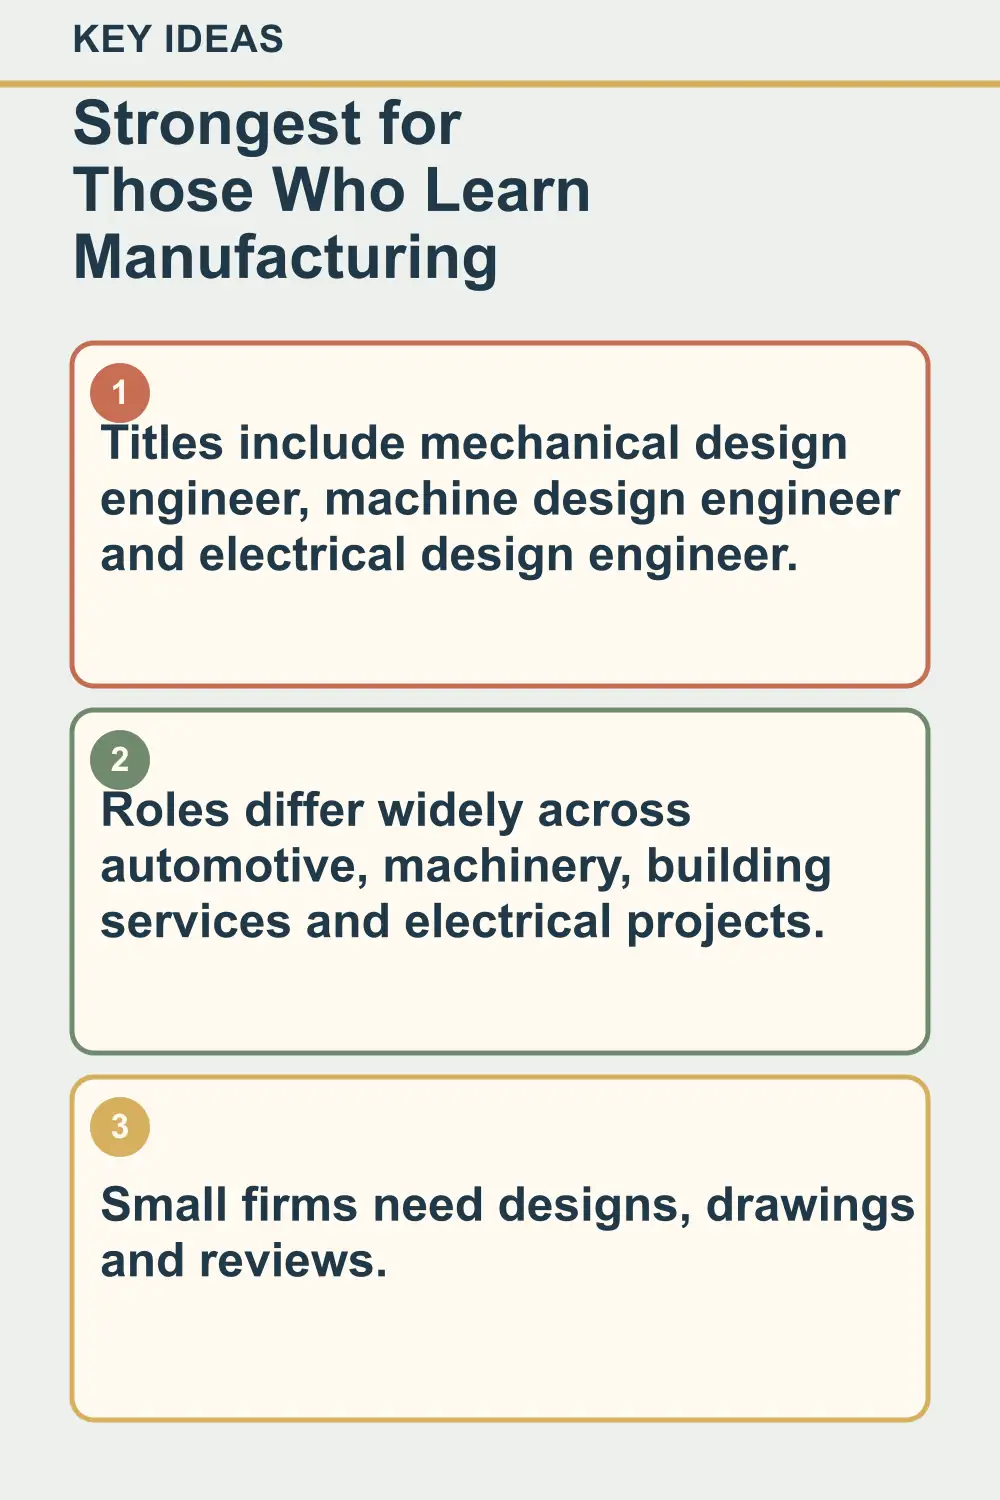 KEY IDEAS
Strongest for
Those Who Learn
Manufacturing
1
Titles include mechanical design
engineer, machine design engineer
and electrical design engineer.
2
Roles differ widely across
automotive, machinery, building
services and electrical projects.
3
Small firms need designs, drawings
and reviews.